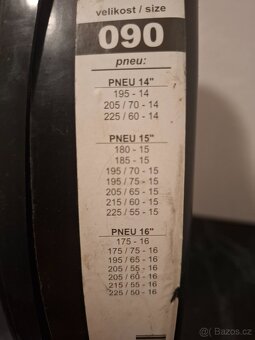 velikost / size
090
pneu:
PNEU 14"
195 - 14
205 / 70 - 14
225 / 60 - 14
PNEU 15"
180 - 15
185 - 15
195 / 70 - 15
195 / 75 - 15
205 / 65 - 15
215 / 60 - 15
225 / 55 - 15
PNEU 16"
175 - 16
175 / 75 - 16
195 / 65 - 16
205 / 55 - 16
205 / 60 - 16
215 / 55 - 16
225 / 50 - 16
Bazoš.cz